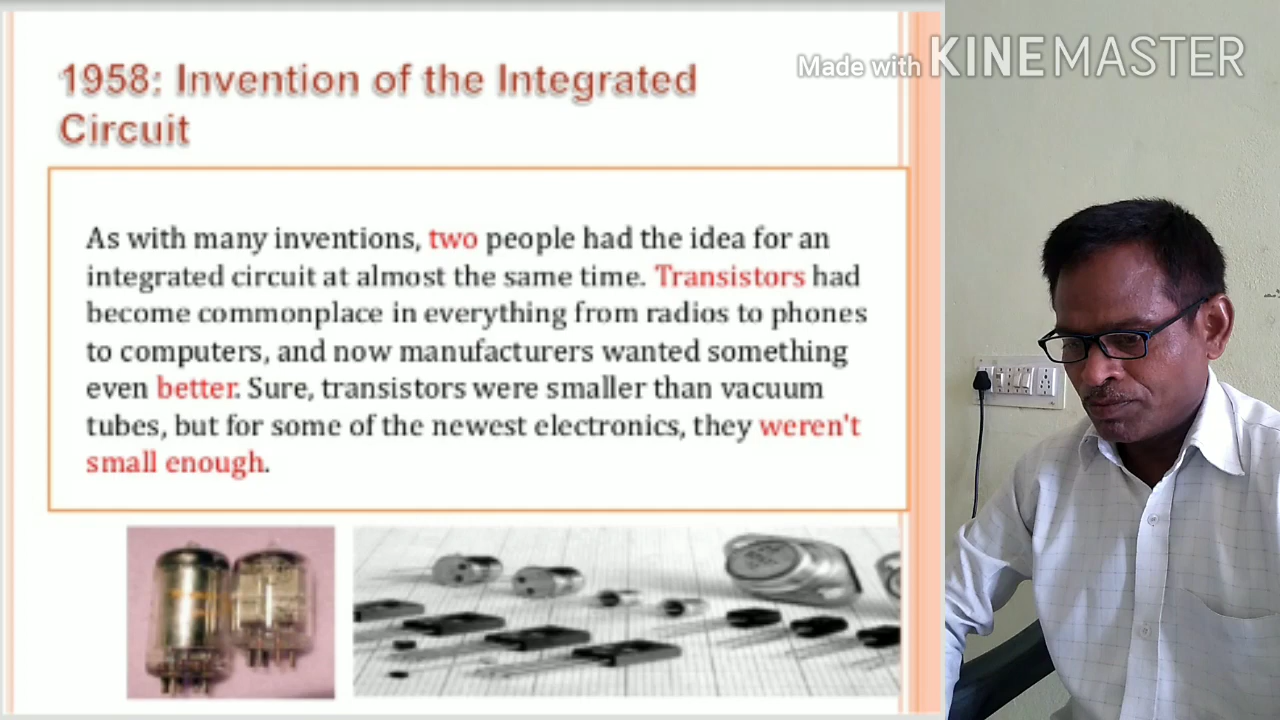 1958: Invention of the Integrated
Circuit
Made with KINEMASTER
As with many inventions, two people had the idea for an
integrated circuit at almost the same time. Transistors had
become commonplace in everything from radios to phones
to computers, and now manufacturers wanted something
even better. Sure, transistors were smaller than vacuum
tubes, but for some of the newest electronics, they weren't
small enough.